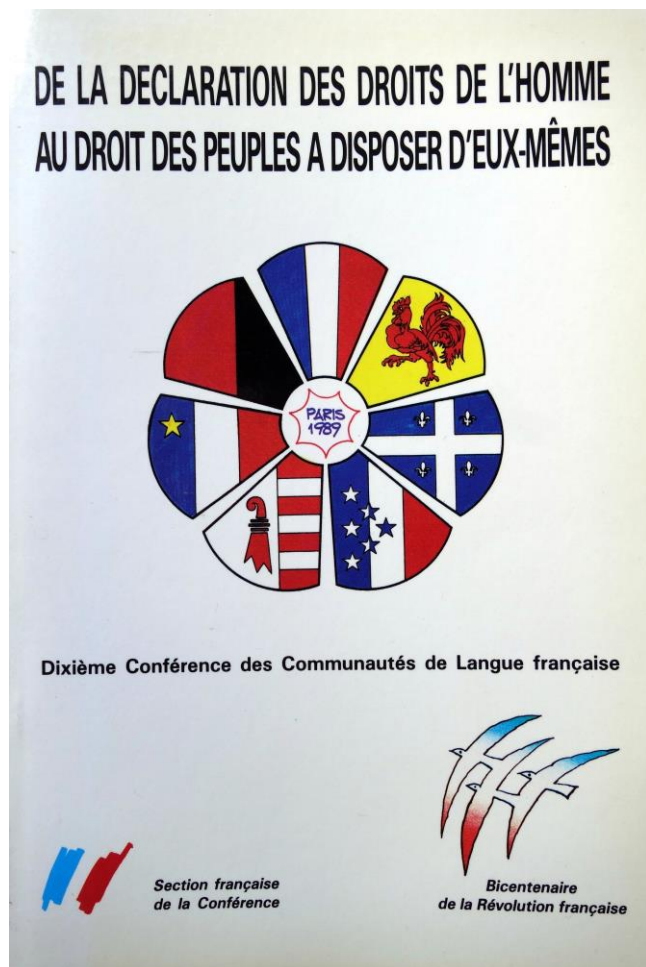 DE LA DECLARATION DES DROITS DE L'HOMME
AU DROIT DES PEUPLES A DISPOSER D'EUX-MÊMES
PARIS
1989
Dixième Conférence des Communautés de Langue française
Section française
de la Conférence
Bicentenaire
de la Révolution française